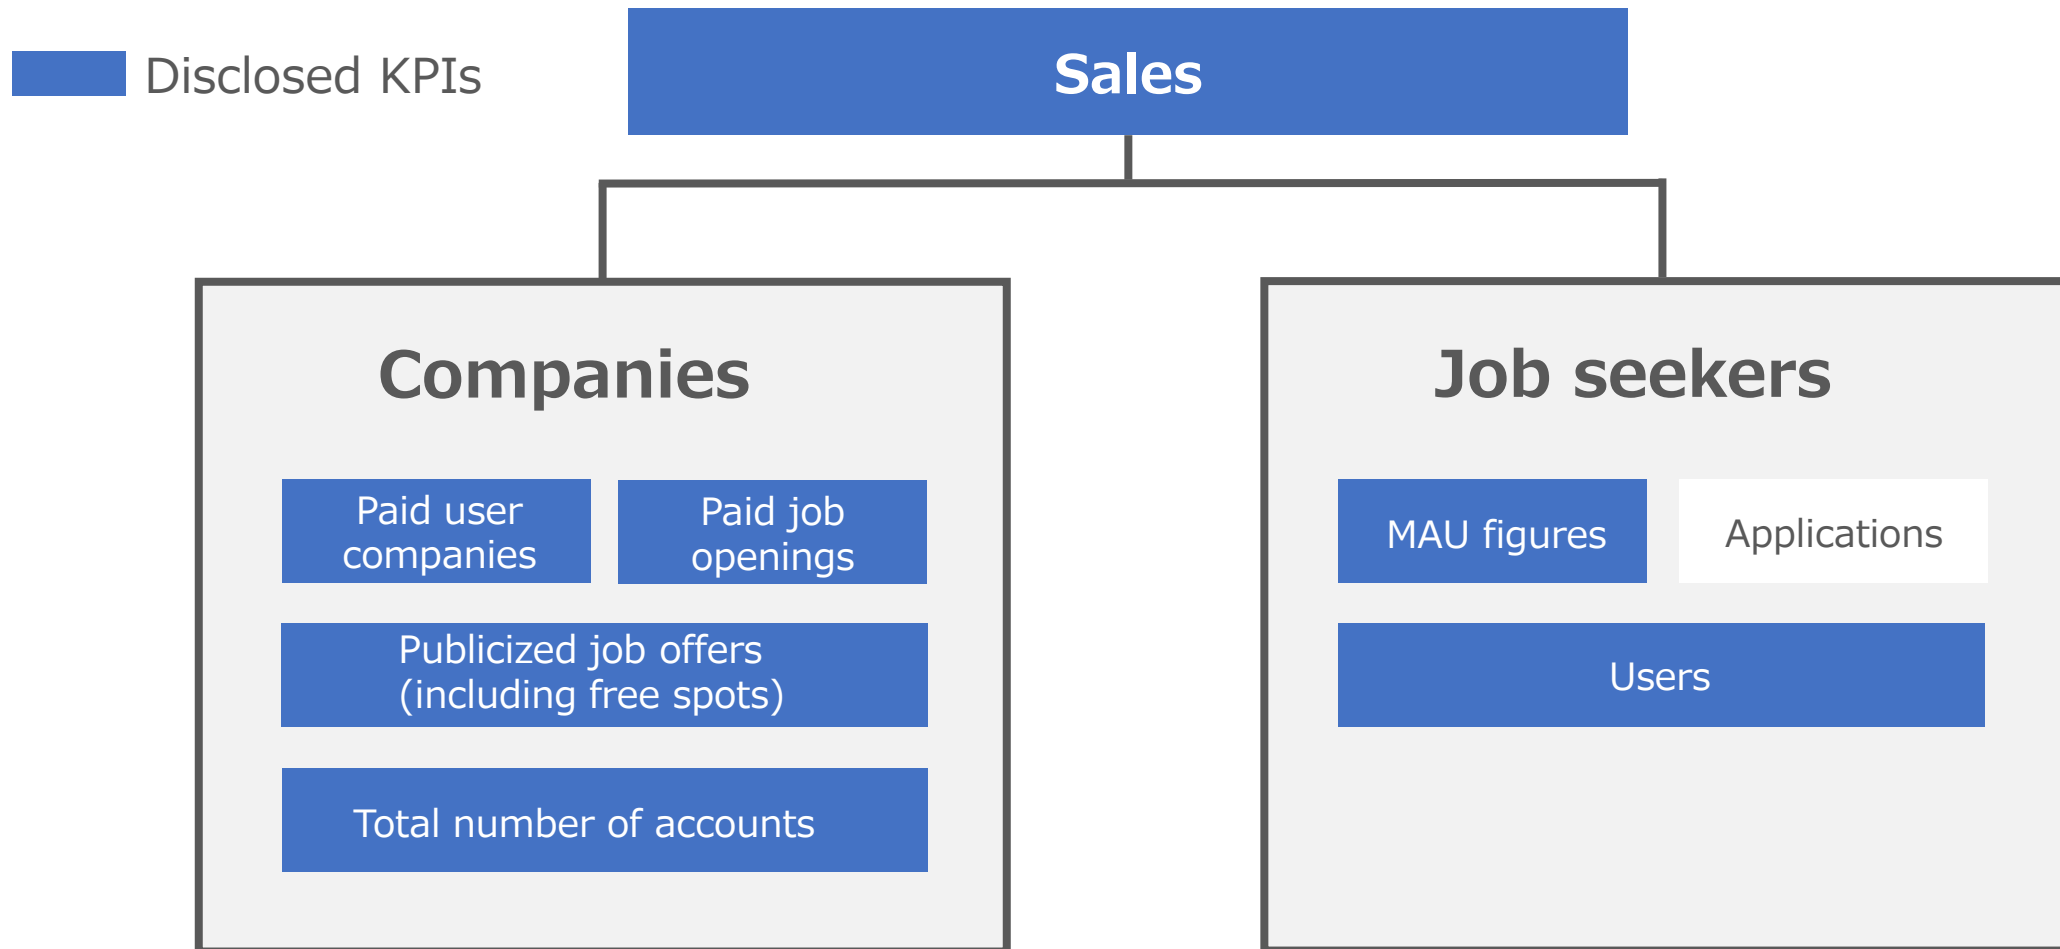 Disclosed KPIs
Sales
Companies
Paid user
companies
Paid job
openings
Publicized job offers
(including free spots)
Total number of accounts
Job seekers
MAU figures
Applications
Users